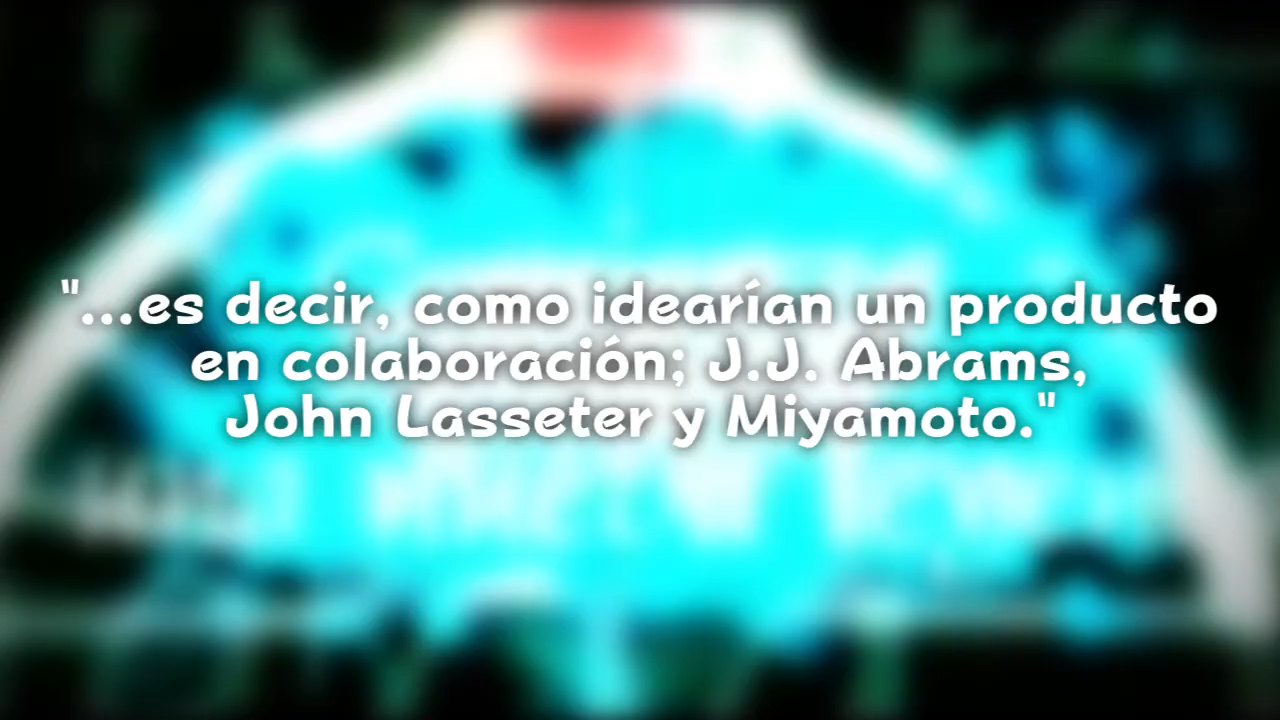 "...es decir, como idearían un producto
en colaboración; J.J. Abrams,
John Lasseter y Miyamoto."